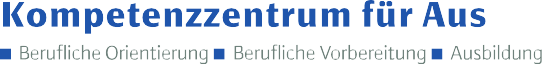 Kompetenzzentrum für Aus
■ Berufliche Orientierung ■ Berufliche Vorbereitung ■ Ausbildung